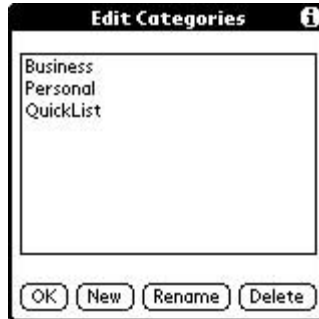 Edit Categories i
Business
Personal
QuickList
OK New Rename Delete